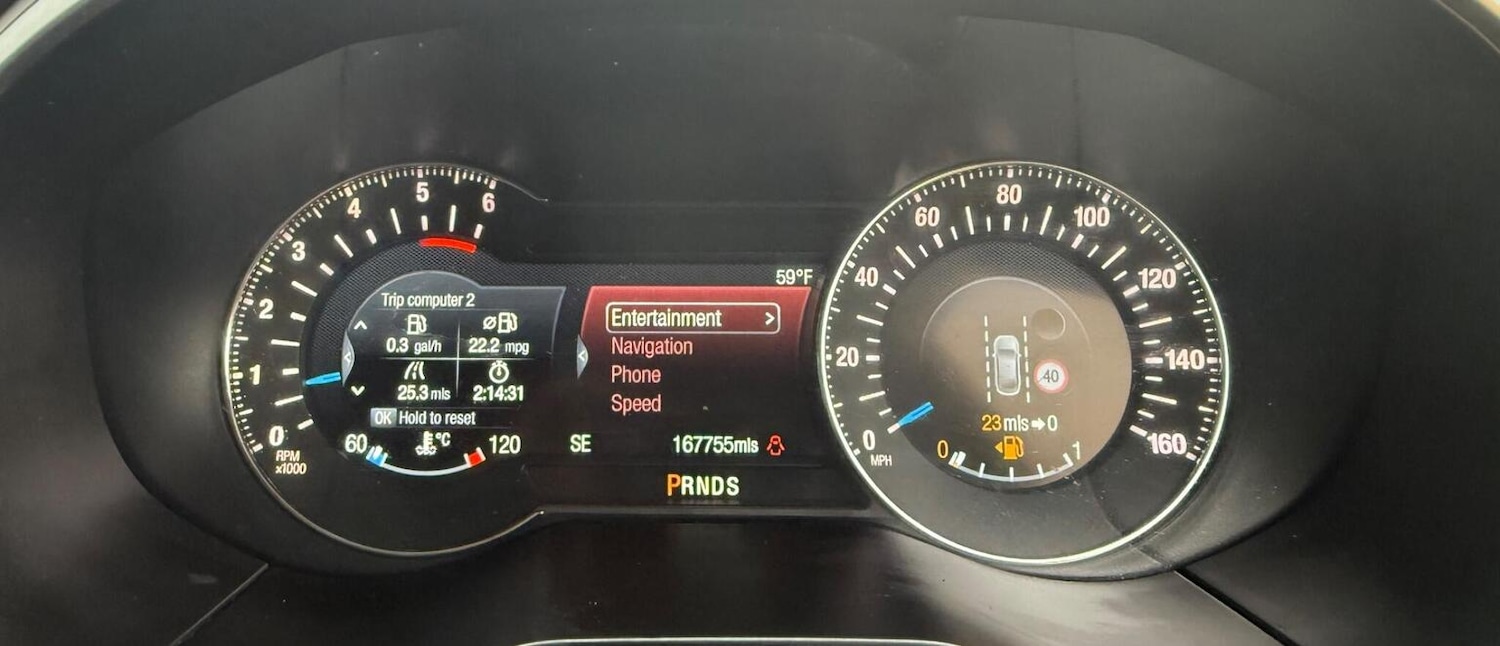 0
1
2
3
4
5
6
RPM
x1000
Trip computer 2
0.3 gal/h
22.2 mpg
25.3 mls
2:14:31
OK Hold to reset
60
°C
120
59°F
Entertainment >
Navigation
Phone
Speed
SE
167755mls
PRNDS
0
20
40
60
80
100
120
140
160
MPH
40
23mls→0
0
1